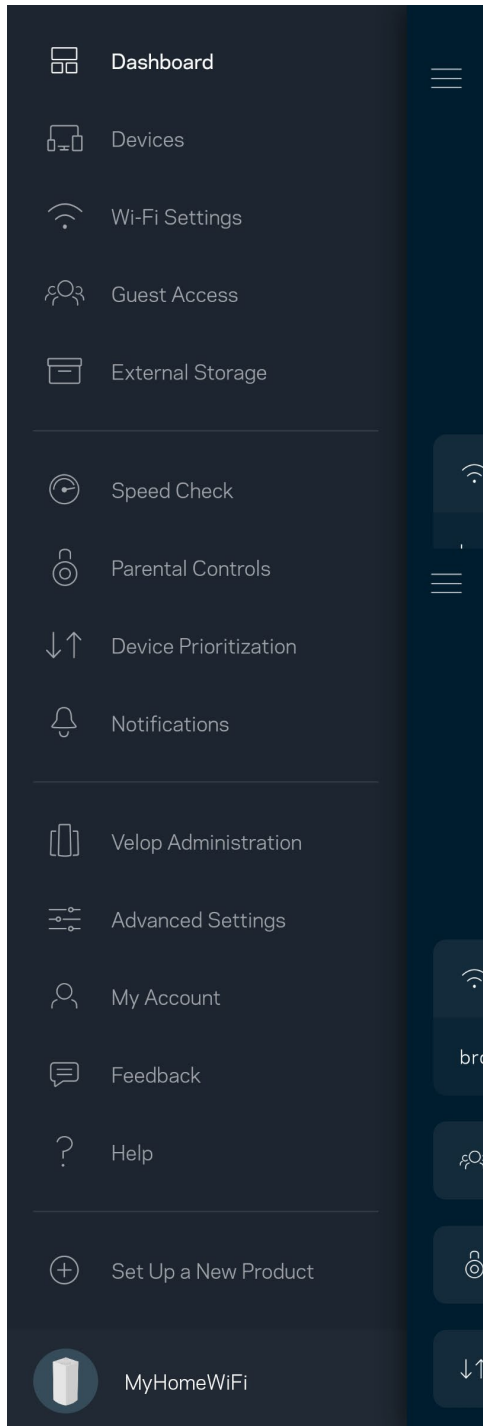 Dashboard
Devices
Wi-Fi Settings
Guest Access
External Storage
Speed Check
Parental Controls
Device Prioritization
Notifications
Velop Administration
Advanced Settings
My Account
Feedback
Help
Set Up a New Product
MyHomeWiFi